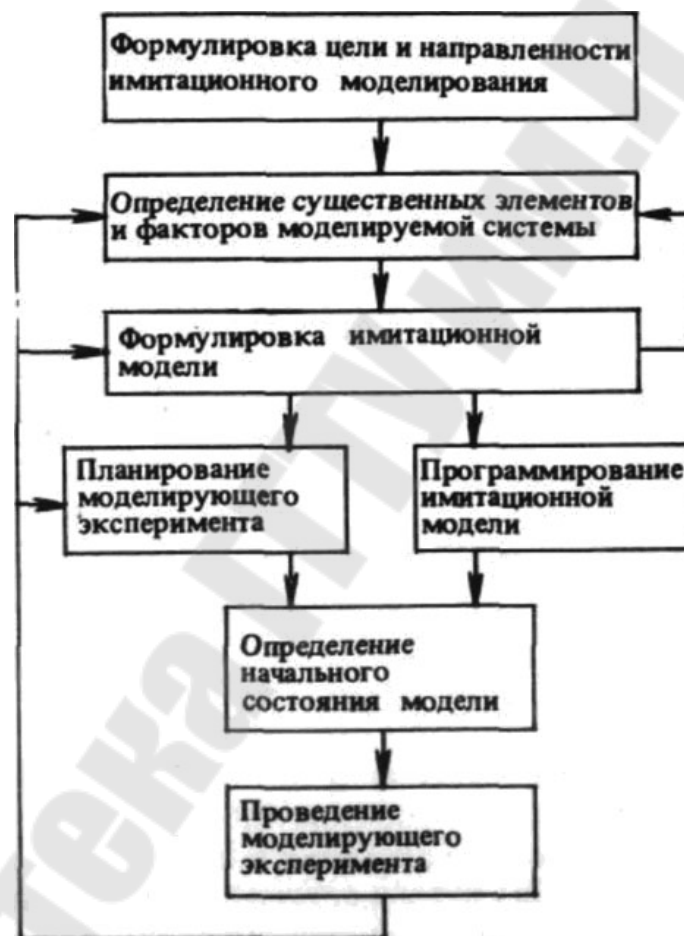 Формулировка цели и направленности
имитационного моделирования
Определение существенных элементов
и факторов моделируемой системы
Формулировка имитационной
модели
Планирование
моделирующего
эксперимента
Программирование
имитационной
модели
Определение
начального
состояния модели
Проведение
моделирующего
эксперимента